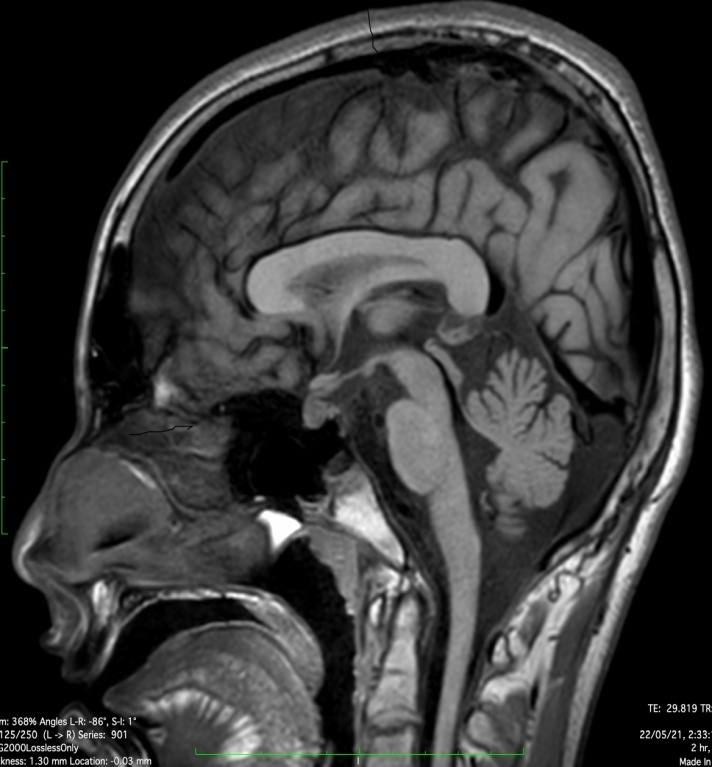 m: 368% Angles L-R: -86°, S-I: 1°
125/250 (L -> R) Series: 901
G2000LosslessOnly
kness: 1.30 mm Location: -0.03 mm
TE: 29.819 TR:
22/05/21, 2:33:
2 hr,
Made In